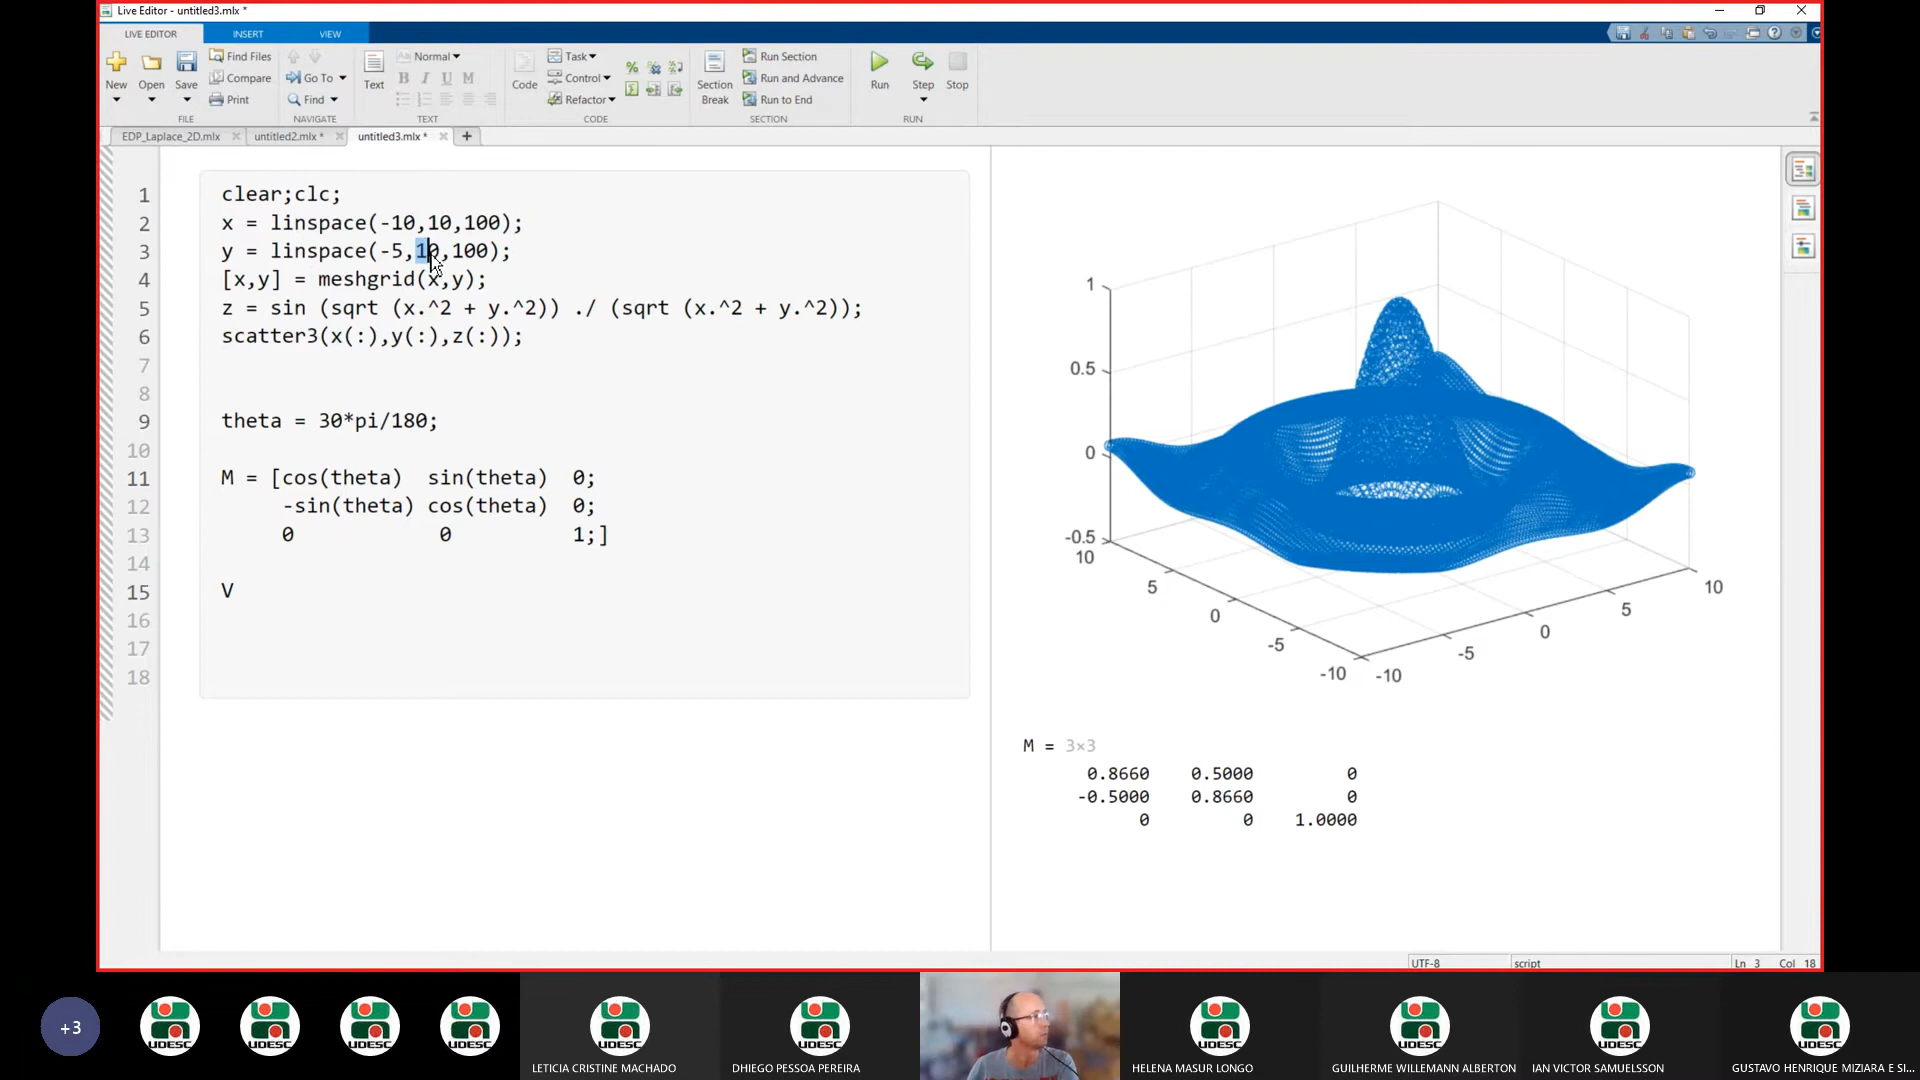 Live Editor - untitled3.mlx *
LIVE EDITOR INSERT VIEW
New Open Save Find Files Compare Print
FILE
Go To Find
NAVIGATE
Text Normal B I U M
TEXT
Code Task Control Refactor
CODE
Section Break Run Section Run and Advance Run to End
SECTION
Run Step Stop
RUN
EDP_Laplace_2D.mlx untitled2.mlx * untitled3.mlx * +
1 clear;clc;
2 x = linspace(-10,10,100);
3 y = linspace(-5,10,100);
4 [x,y] = meshgrid(x,y);
5 z = sin (sqrt (x.^2 + y.^2)) ./ (sqrt (x.^2 + y.^2));
6 scatter3(x(:),y(:),z(:));
7
8
9 theta = 30*pi/180;
10
11 M = [cos(theta) sin(theta) 0;
12 -sin(theta) cos(theta) 0;
13 0 0 1;]
14
15 V
16
17
18
1
0.5
0
-0.5
10 5 0 -5 -10
-10 -5 0 5 10
M = 3×3
0.8660 0.5000 0
-0.5000 0.8660 0
0 0 1.0000
UTF-8 script Ln 3 Col 18
+3
UDESC UDESC UDESC UDESC UDESC UDESC UDESC UDESC UDESC UDESC
LETICIA CRISTINE MACHADO
DHIEGO PESSOA PEREIRA
HELENA MASUR LONGO
GUILHERME WILLEMANN ALBERTON
IAN VICTOR SAMUELSSON
GUSTAVO HENRIQUE MIZIARA E SI...